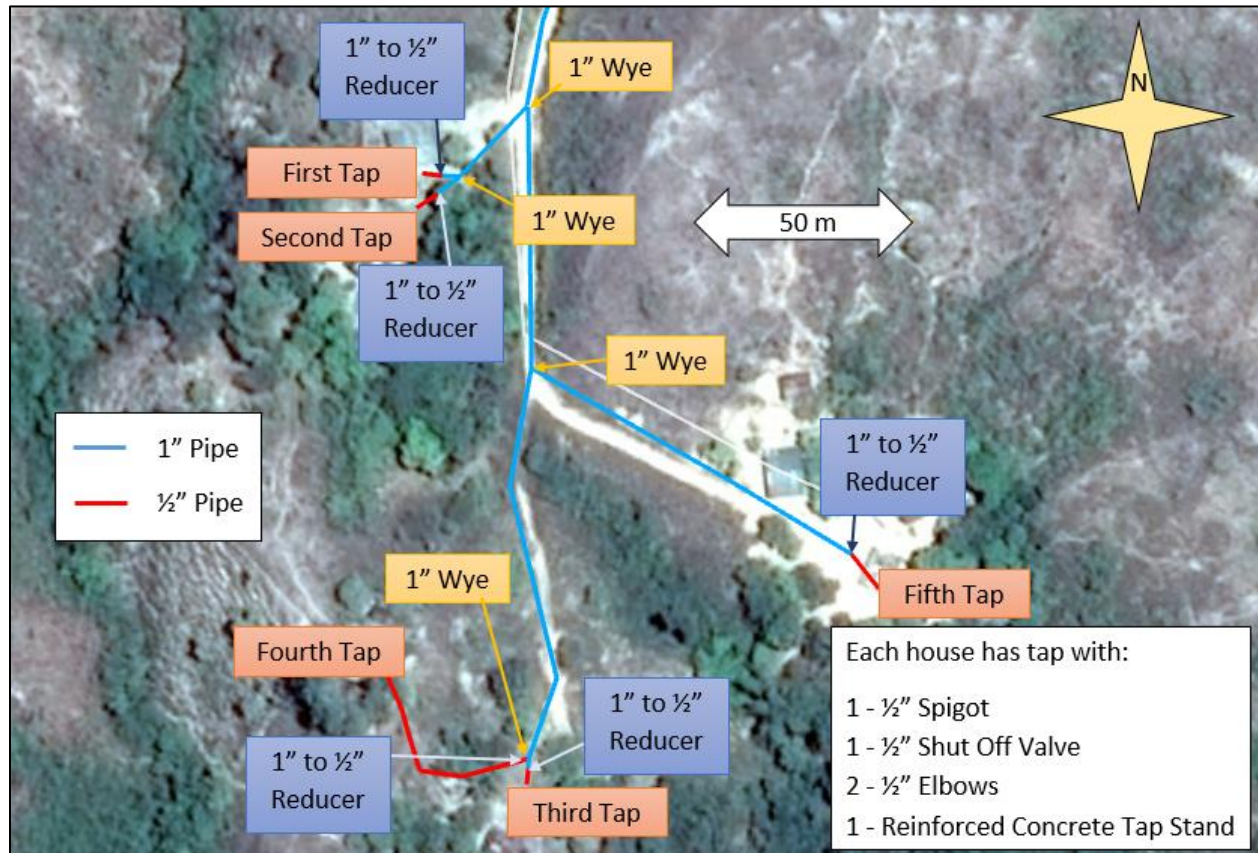 1” to ½”
Reducer
1” Wye
N
First Tap
50 m
1” Wye
Second Tap
1” to ½”
Reducer
1” Wye
1” Pipe
½” Pipe
1” to ½”
Reducer
1” Wye
Fifth Tap
Fourth Tap
1” to ½”
Reducer
1” to ½”
Reducer
Third Tap
Each house has tap with:
1 - ½” Spigot
1 - ½” Shut Off Valve
2 - ½” Elbows
1 - Reinforced Concrete Tap Stand